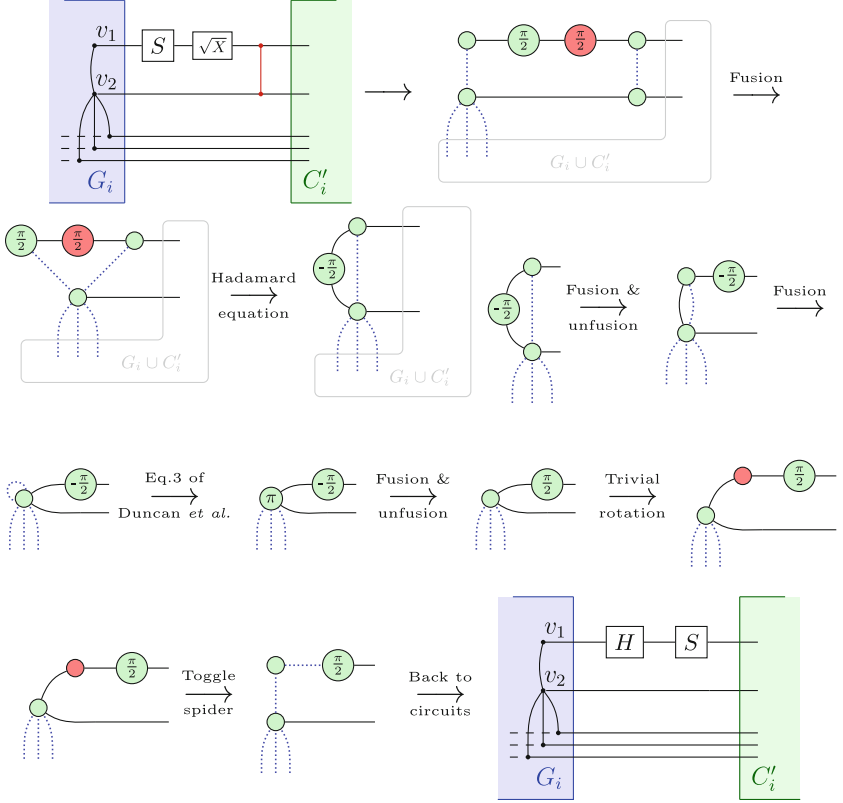 v₁ S √X
v₂
Gᵢ C′ᵢ
π/2 π/2
Gᵢ ∪ C′ᵢ
Fusion
π/2 π/2
Gᵢ ∪ C′ᵢ
Hadamard
equation
-π/2
Gᵢ ∪ C′ᵢ
-π/2
Fusion &
unfusion
-π/2
Fusion
-π/2
Eq.3 of
Duncan et al.
π -π/2
Fusion &
unfusion
π/2
Trivial
rotation
π/2
π/2
Toggle
spider
π/2
Back to
circuits
v₁ H S
v₂
Gᵢ C′ᵢ